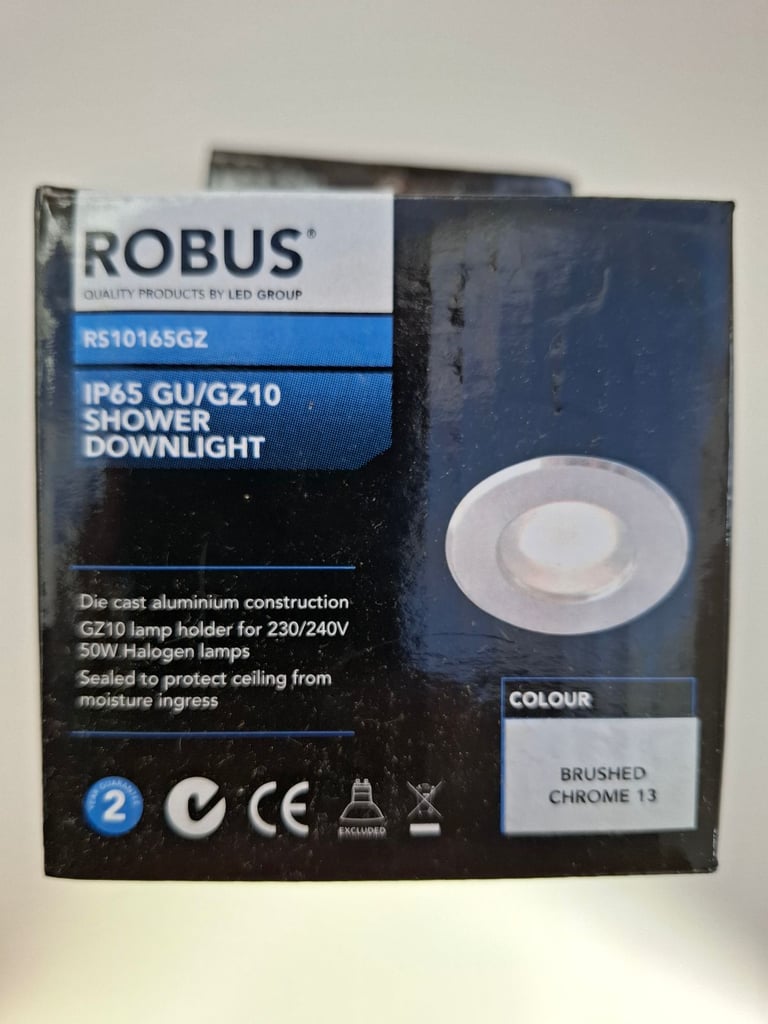 ROBUS®
QUALITY PRODUCTS BY LED GROUP
RS10165GZ
IP65 GU/GZ10
SHOWER
DOWNLIGHT
Die cast aluminium construction
GZ10 lamp holder for 230/240V
50W Halogen lamps
Sealed to protect ceiling from
moisture ingress
YEAR GUARANTEE
2
CE
EXCLUDED
COLOUR
BRUSHED
CHROME 13